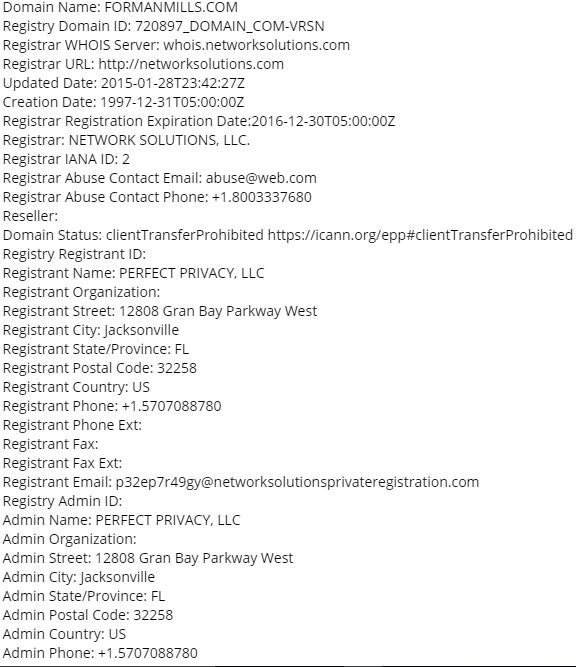 Domain Name: FORMANMILLS.COM
Registry Domain ID: 720897_DOMAIN_COM-VRSN
Registrar WHOIS Server: whois.networksolutions.com
Registrar URL: http://networksolutions.com
Updated Date: 2015-01-28T23:42:27Z
Creation Date: 1997-12-31T05:00:00Z
Registrar Registration Expiration Date:2016-12-30T05:00:00Z
Registrar: NETWORK SOLUTIONS, LLC.
Registrar IANA ID: 2
Registrar Abuse Contact Email: abuse@web.com
Registrar Abuse Contact Phone: +1.8003337680
Reseller:
Domain Status: clientTransferProhibited https://icann.org/epp#clientTransferProhibited
Registry Registrant ID:
Registrant Name: PERFECT PRIVACY, LLC
Registrant Organization:
Registrant Street: 12808 Gran Bay Parkway West
Registrant City: Jacksonville
Registrant State/Province: FL
Registrant Postal Code: 32258
Registrant Country: US
Registrant Phone: +1.5707088780
Registrant Phone Ext:
Registrant Fax:
Registrant Fax Ext:
Registrant Email: p32ep7r49gy@networksolutionsprivateregistration.com
Registry Admin ID:
Admin Name: PERFECT PRIVACY, LLC
Admin Organization:
Admin Street: 12808 Gran Bay Parkway West
Admin City: Jacksonville
Admin State/Province: FL
Admin Postal Code: 32258
Admin Country: US
Admin Phone: +1.5707088780